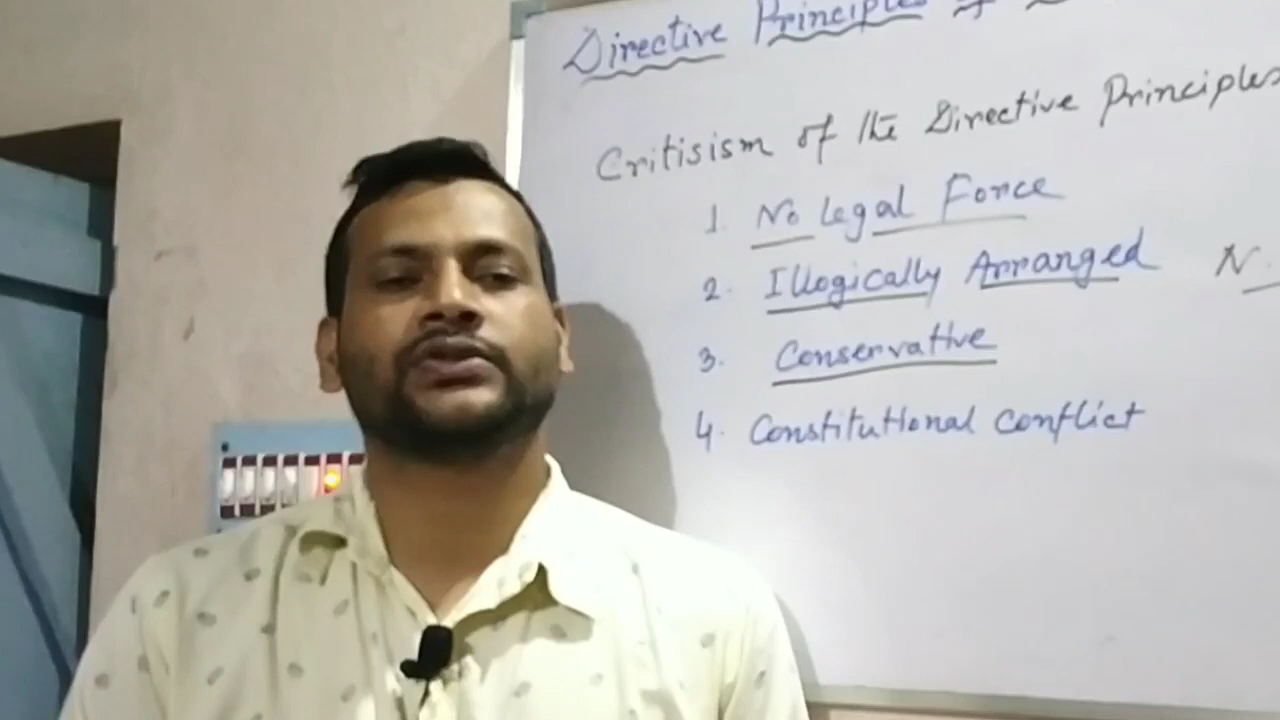 Directive Principles of
Critisism of the Directive Principles
1. No Legal Force
2. Illogically Arranged N.
3. Conservative
4. Constitutional Conflict